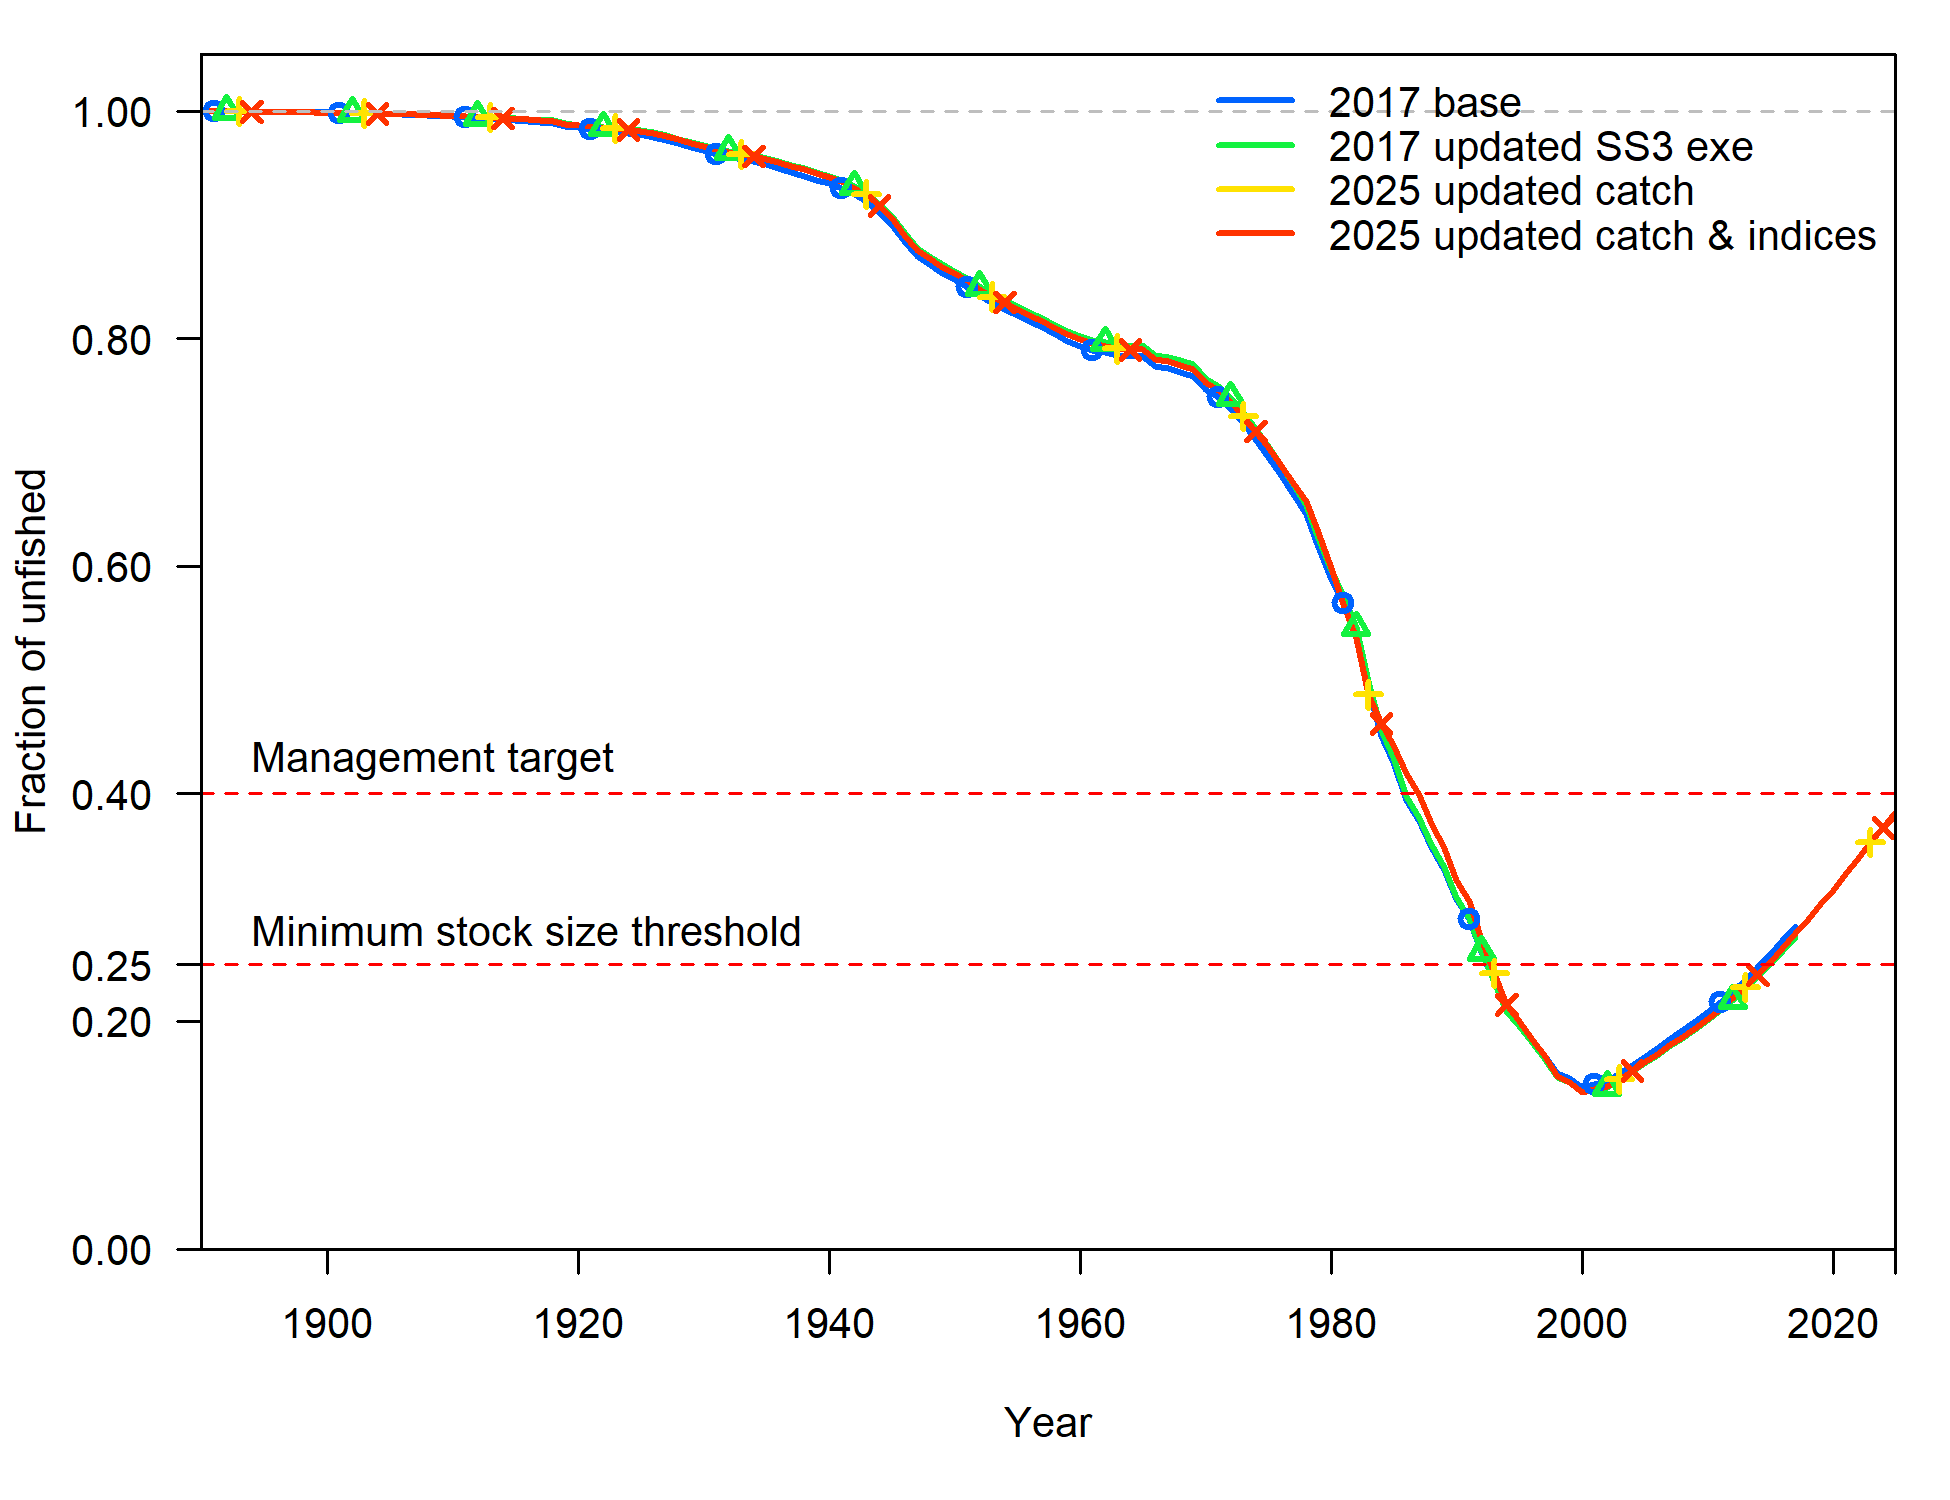 2017 base
2017 updated SS3 exe
2025 updated catch
2025 updated catch & indices
Fraction of unfished
1.00
0.80
0.60
0.40
0.25
0.20
0.00
Management target
Minimum stock size threshold
1900 1920 1940 1960 1980 2000 2020
Year